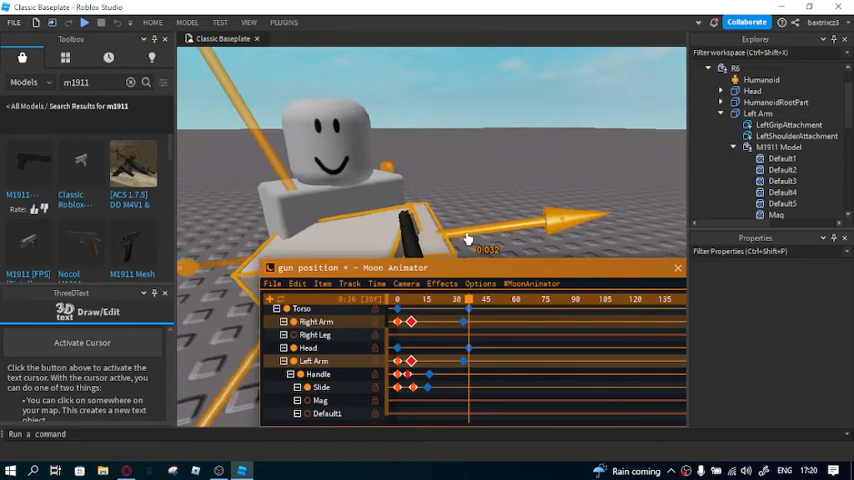 Classic Baseplate - Roblox Studio
FILE HOME MODEL TEST VIEW PLUGINS Collaborate baxtrixcz3
Toolbox
Models m1911
< All Models / Search Results for m1911
M1911-...
Classic Roblox...
[ACS 1.7.5] DD M4V1 &
Rate:
M1911 [FPS]
Nocol
M1911 Mesh
ThreeDText
3D text Draw/Edit
Activate Cursor
Click the button above to activate the
text cursor. With the cursor active, you
can do one of two things:
• You can click on somewhere on
your map. This creates a new text
Classic Baseplate
0.032
gun position + - Moon Animator
File Edit Item Track Time Camera Effects Options #MoonAnimator
0:36 [36f] 0 15 30 45 60 75 90 105 120 135
Torso
Right Arm
Right Leg
Head
Left Arm
Handle
Slide
Mag
Default1
Explorer
Filter workspace (Ctrl+Shift+X)
R6
Humanoid
Head
HumanoidRootPart
Left Arm
LeftGripAttachment
LeftShoulderAttachment
M1911 Model
Default1
Default2
Default3
Default4
Default5
Mag
Properties
Filter Properties (Ctrl+Shift+P)
Run a command
Rain coming ENG 17:20